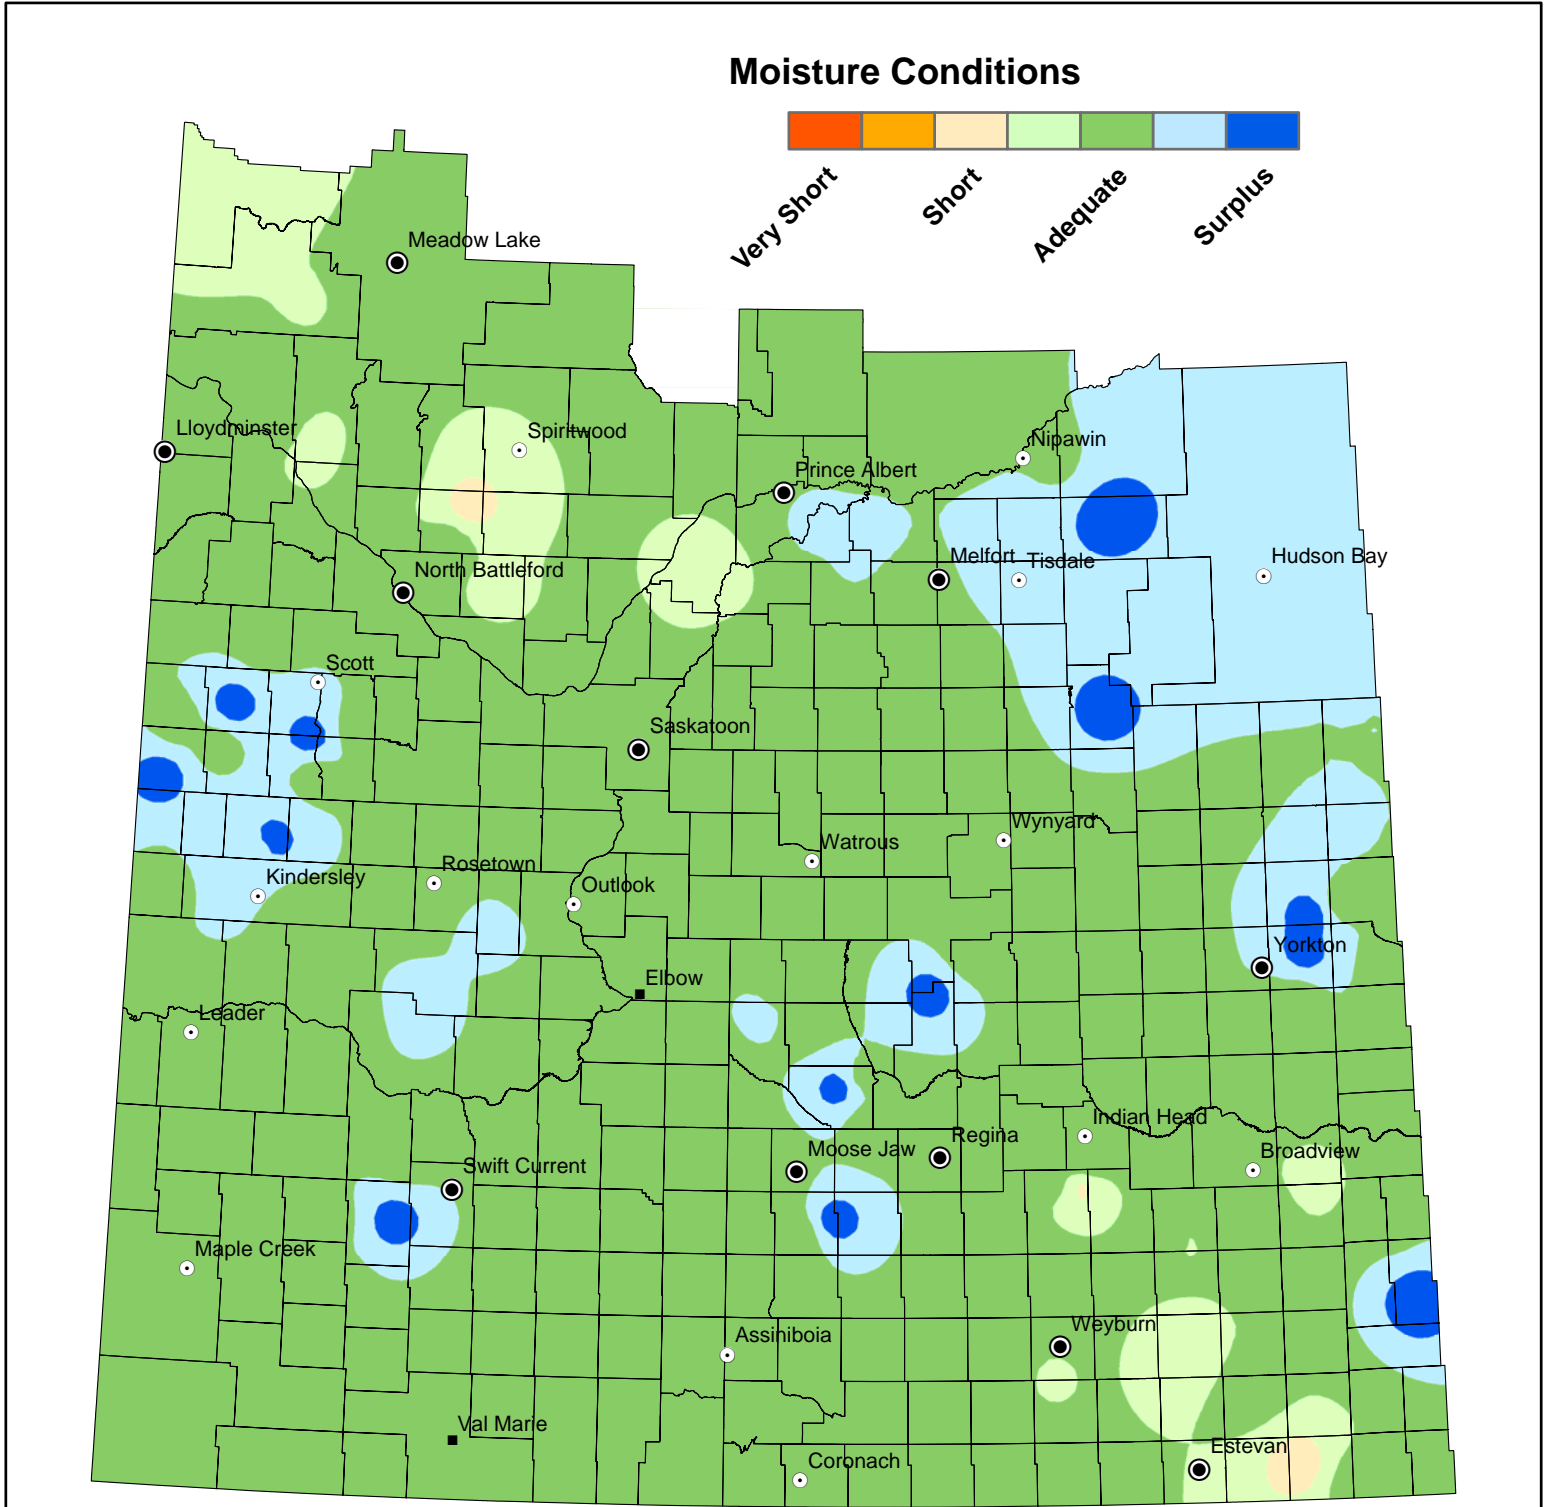 Moisture Conditions
Very Short
Short
Adequate
Surplus
Meadow Lake
Lloydminster
Spiritwood
Nipawin
Prince Albert
Melfort
Tisdale
Hudson Bay
North Battleford
Scott
Saskatoon
Wynyard
Watrous
Rosetown
Kindersley
Outlook
Yorkton
Elbow
Leader
Indian Head
Regina
Moose Jaw
Broadview
Swift Current
Maple Creek
Weyburn
Assiniboia
Val Marie
Estevan
Coronach